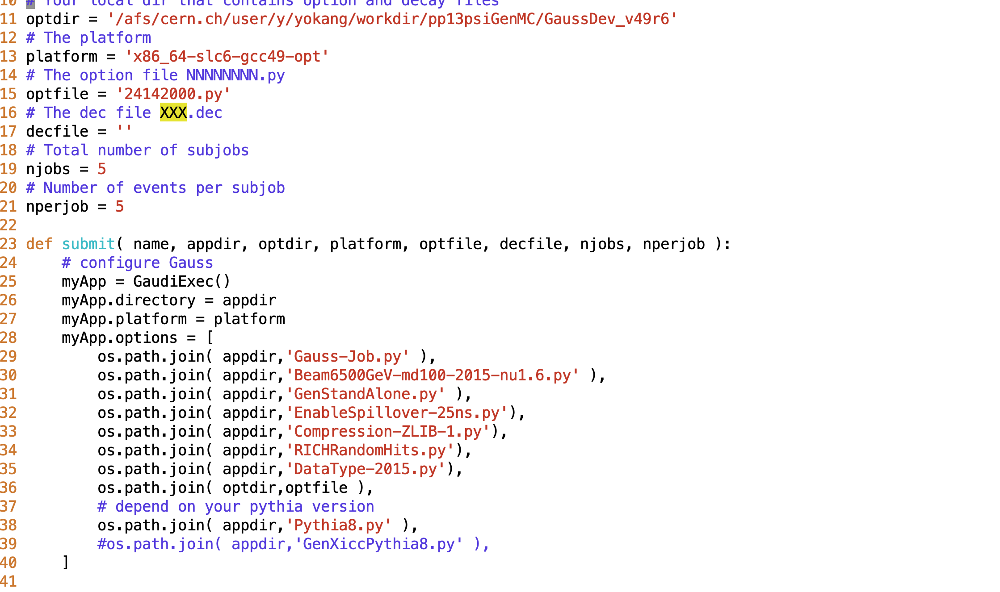 10 # Your local dir that contains option and decay files
11 optdir = '/afs/cern.ch/user/y/yokang/workdir/pp13psiGenMC/GaussDev_v49r6'
12 # The platform
13 platform = 'x86_64-slc6-gcc49-opt'
14 # The option file NNNNNNNN.py
15 optfile = '24142000.py'
16 # The dec file XXX.dec
17 decfile = ''
18 # Total number of subjobs
19 njobs = 5
20 # Number of events per subjob
21 nperjob = 5
22
23 def submit( name, appdir, optdir, platform, optfile, decfile, njobs, nperjob ):
24     # configure Gauss
25     myApp = GaudiExec()
26     myApp.directory = appdir
27     myApp.platform = platform
28     myApp.options = [
29         os.path.join( appdir,'Gauss-Job.py' ),
30         os.path.join( appdir,'Beam6500GeV-md100-2015-nu1.6.py' ),
31         os.path.join( appdir,'GenStandAlone.py' ),
32         os.path.join( appdir,'EnableSpillover-25ns.py'),
33         os.path.join( appdir,'Compression-ZLIB-1.py'),
34         os.path.join( appdir,'RICHRandomHits.py'),
35         os.path.join( appdir,'DataType-2015.py'),
36         os.path.join( optdir,optfile ),
37         # depend on your pythia version
38         os.path.join( appdir,'Pythia8.py' ),
39         #os.path.join( appdir,'GenXiccPythia8.py' ),
40     ]
41